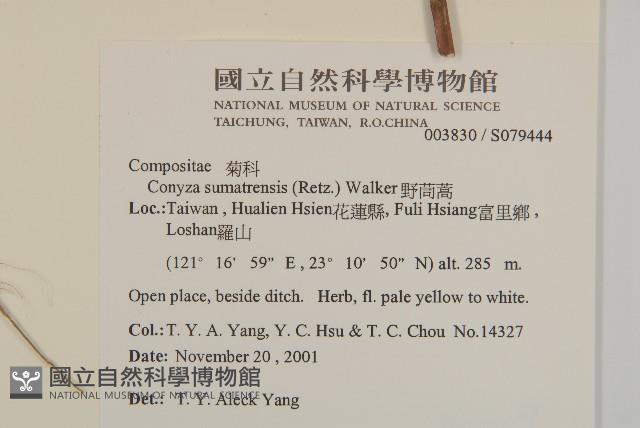 國立自然科學博物館
NATIONAL MUSEUM OF NATURAL SCIENCE
TAICHUNG, TAIWAN, R.O.CHINA
003830 / S079444
Compositae 菊科
Conyza sumatrensis (Retz.) Walker 野茼蒿
Loc.: Taiwan , Hualien Hsien花蓮縣, Fuli Hsiang富里鄉 ,
Loshan羅山
(121° 16' 59" E , 23° 10' 50" N) alt. 285 m.
Open place, beside ditch. Herb, fl. pale yellow to white.
Col.: T. Y. A. Yang, Y. C. Hsu & T. C. Chou No.14327
Date: November 20 , 2001
國立自然科學博物館
NATIONAL MUSEUM OF NATURAL SCIENCE
Det.: T. Y. Aleck Yang